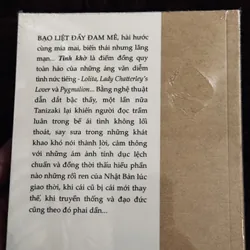 BẠO LIỆT ĐẦY ĐAM MÊ, hài hước
cùng mỉa mai, biến thái nhưng lãng
mạn... Tình khờ là điểm đồng quy
toàn hảo của những áng văn diễm
tình nức tiếng - Lolita, Lady Chatterley's
Lover và Pygmalion... Bằng nghệ thuật
dẫn dắt bậc thầy, một lần nữa
Tanizaki lại khiến người đọc trầm
luân trong bể ái tình không lối
thoát, say sưa trong những khát
khao khó nói thành lời, cảm thông
với những ám ảnh tình dục lệch
chuẩn và đồng thời thấu hiểu phần
nào những rối ren của Nhật Bản lúc
giao thời, khi cái cũ bị cái mới thay
thế, khi truyền thống và đạo đức
cũng theo đó phai dần...